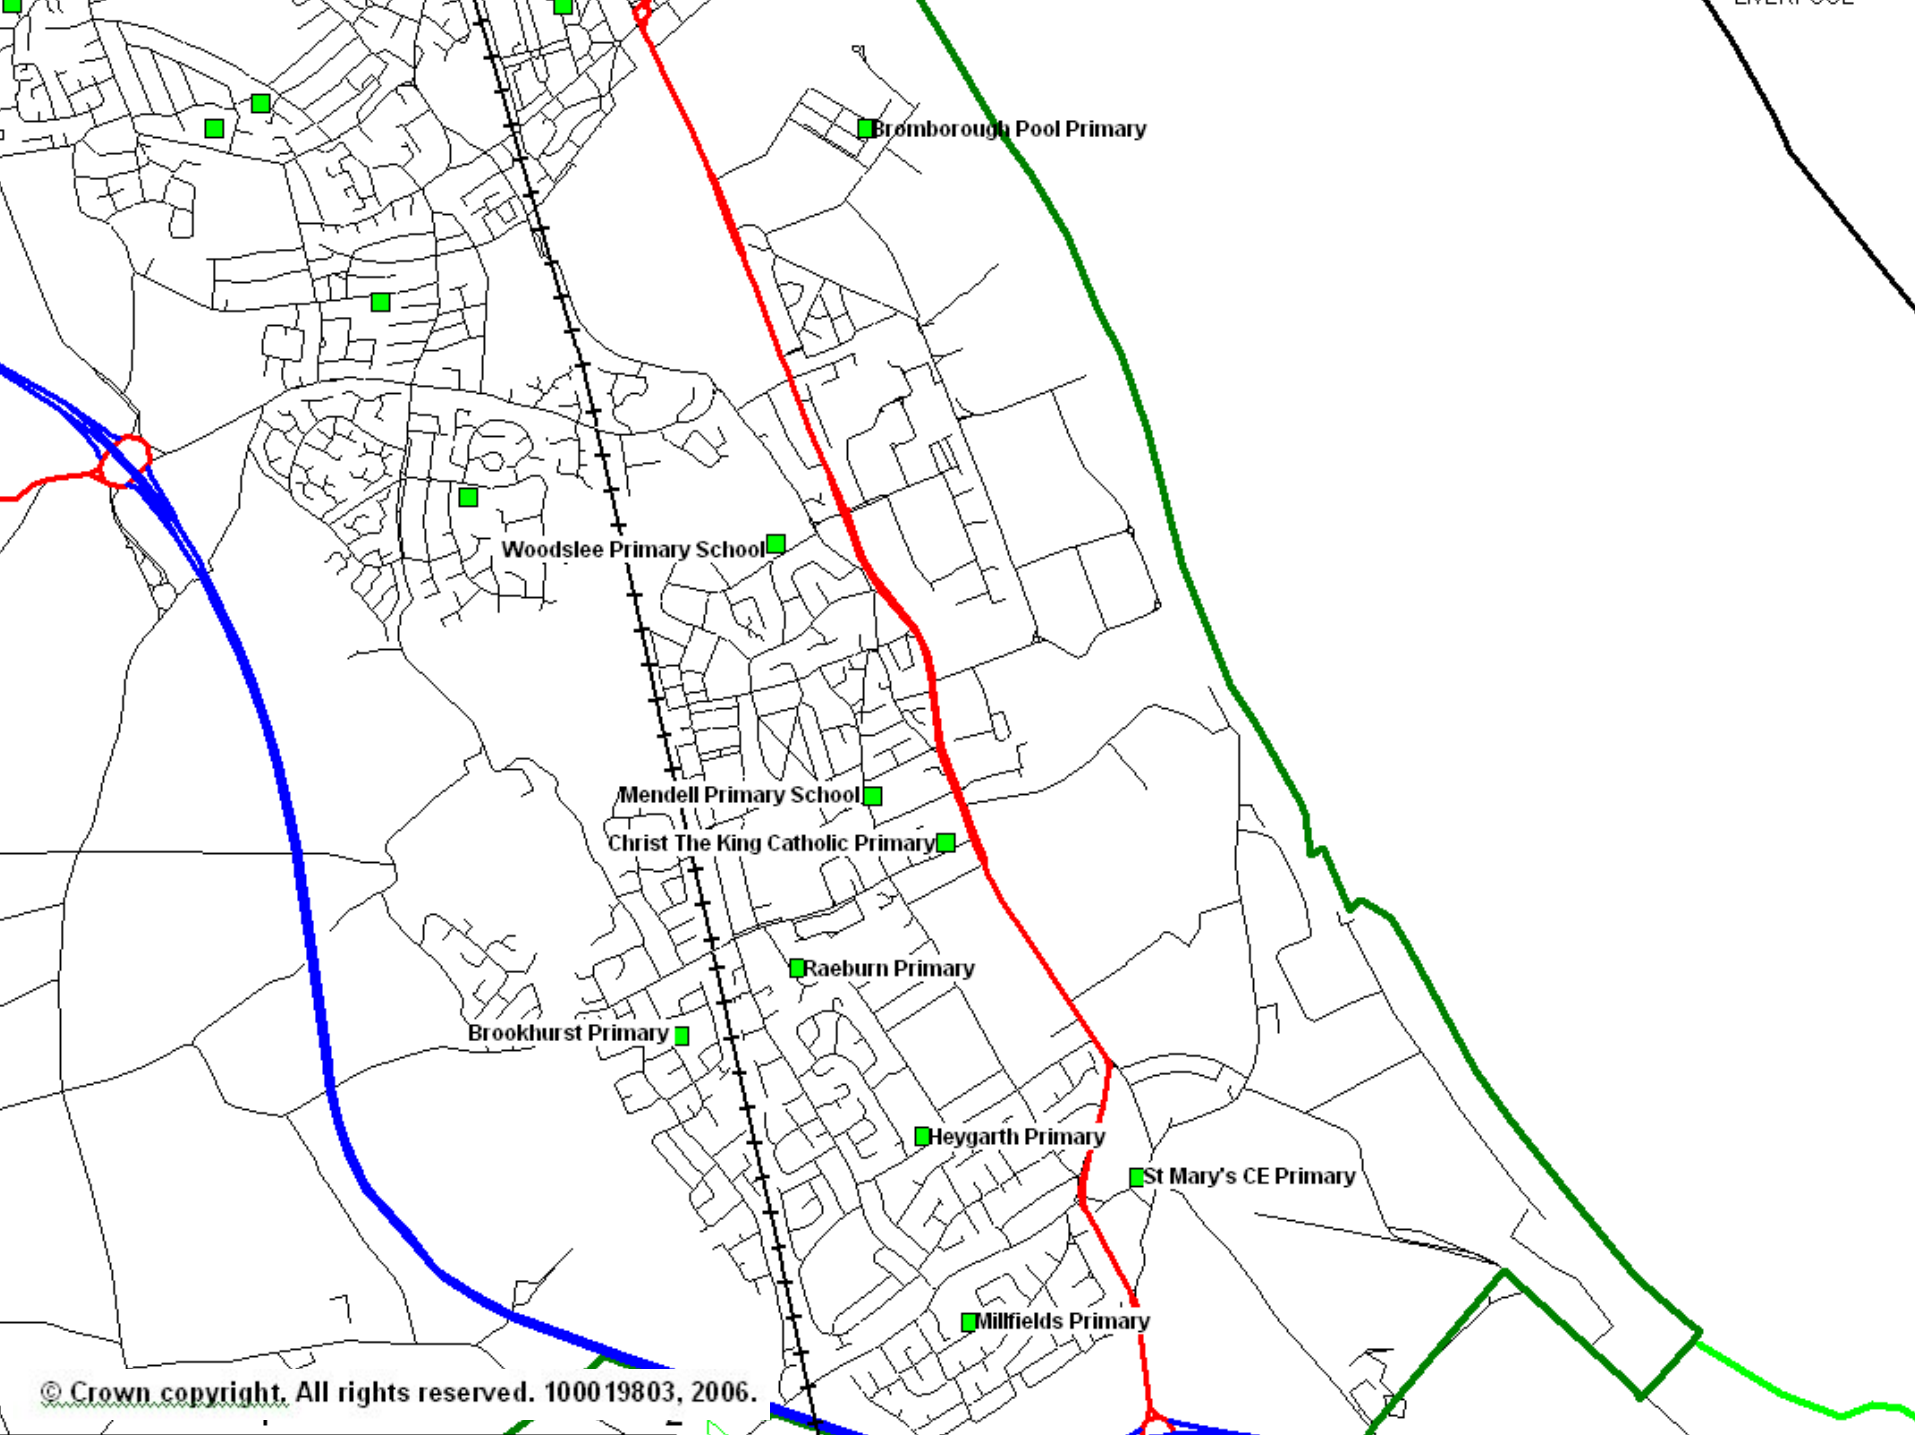 LIVERPOOL
Bromborough Pool Primary
Woodslee Primary School
Mendell Primary School
Christ The King Catholic Primary
Raeburn Primary
Brookhurst Primary
Heygarth Primary
St Mary's CE Primary
Millfields Primary
© Crown copyright. All rights reserved. 100019803, 2006.